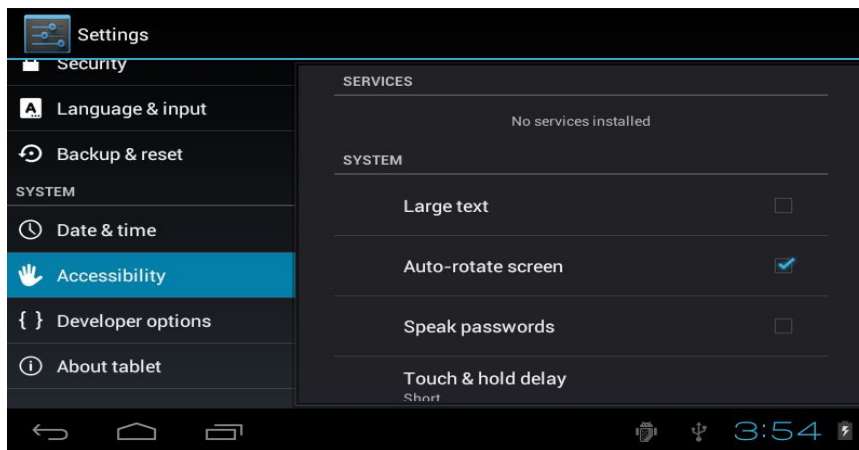 Settings
Security
Language & input
Backup & reset
SYSTEM
Date & time
Accessibility
Developer options
About tablet
SERVICES
No services installed
SYSTEM
Large text
Auto-rotate screen
Speak passwords
Touch & hold delay
Short
3:54